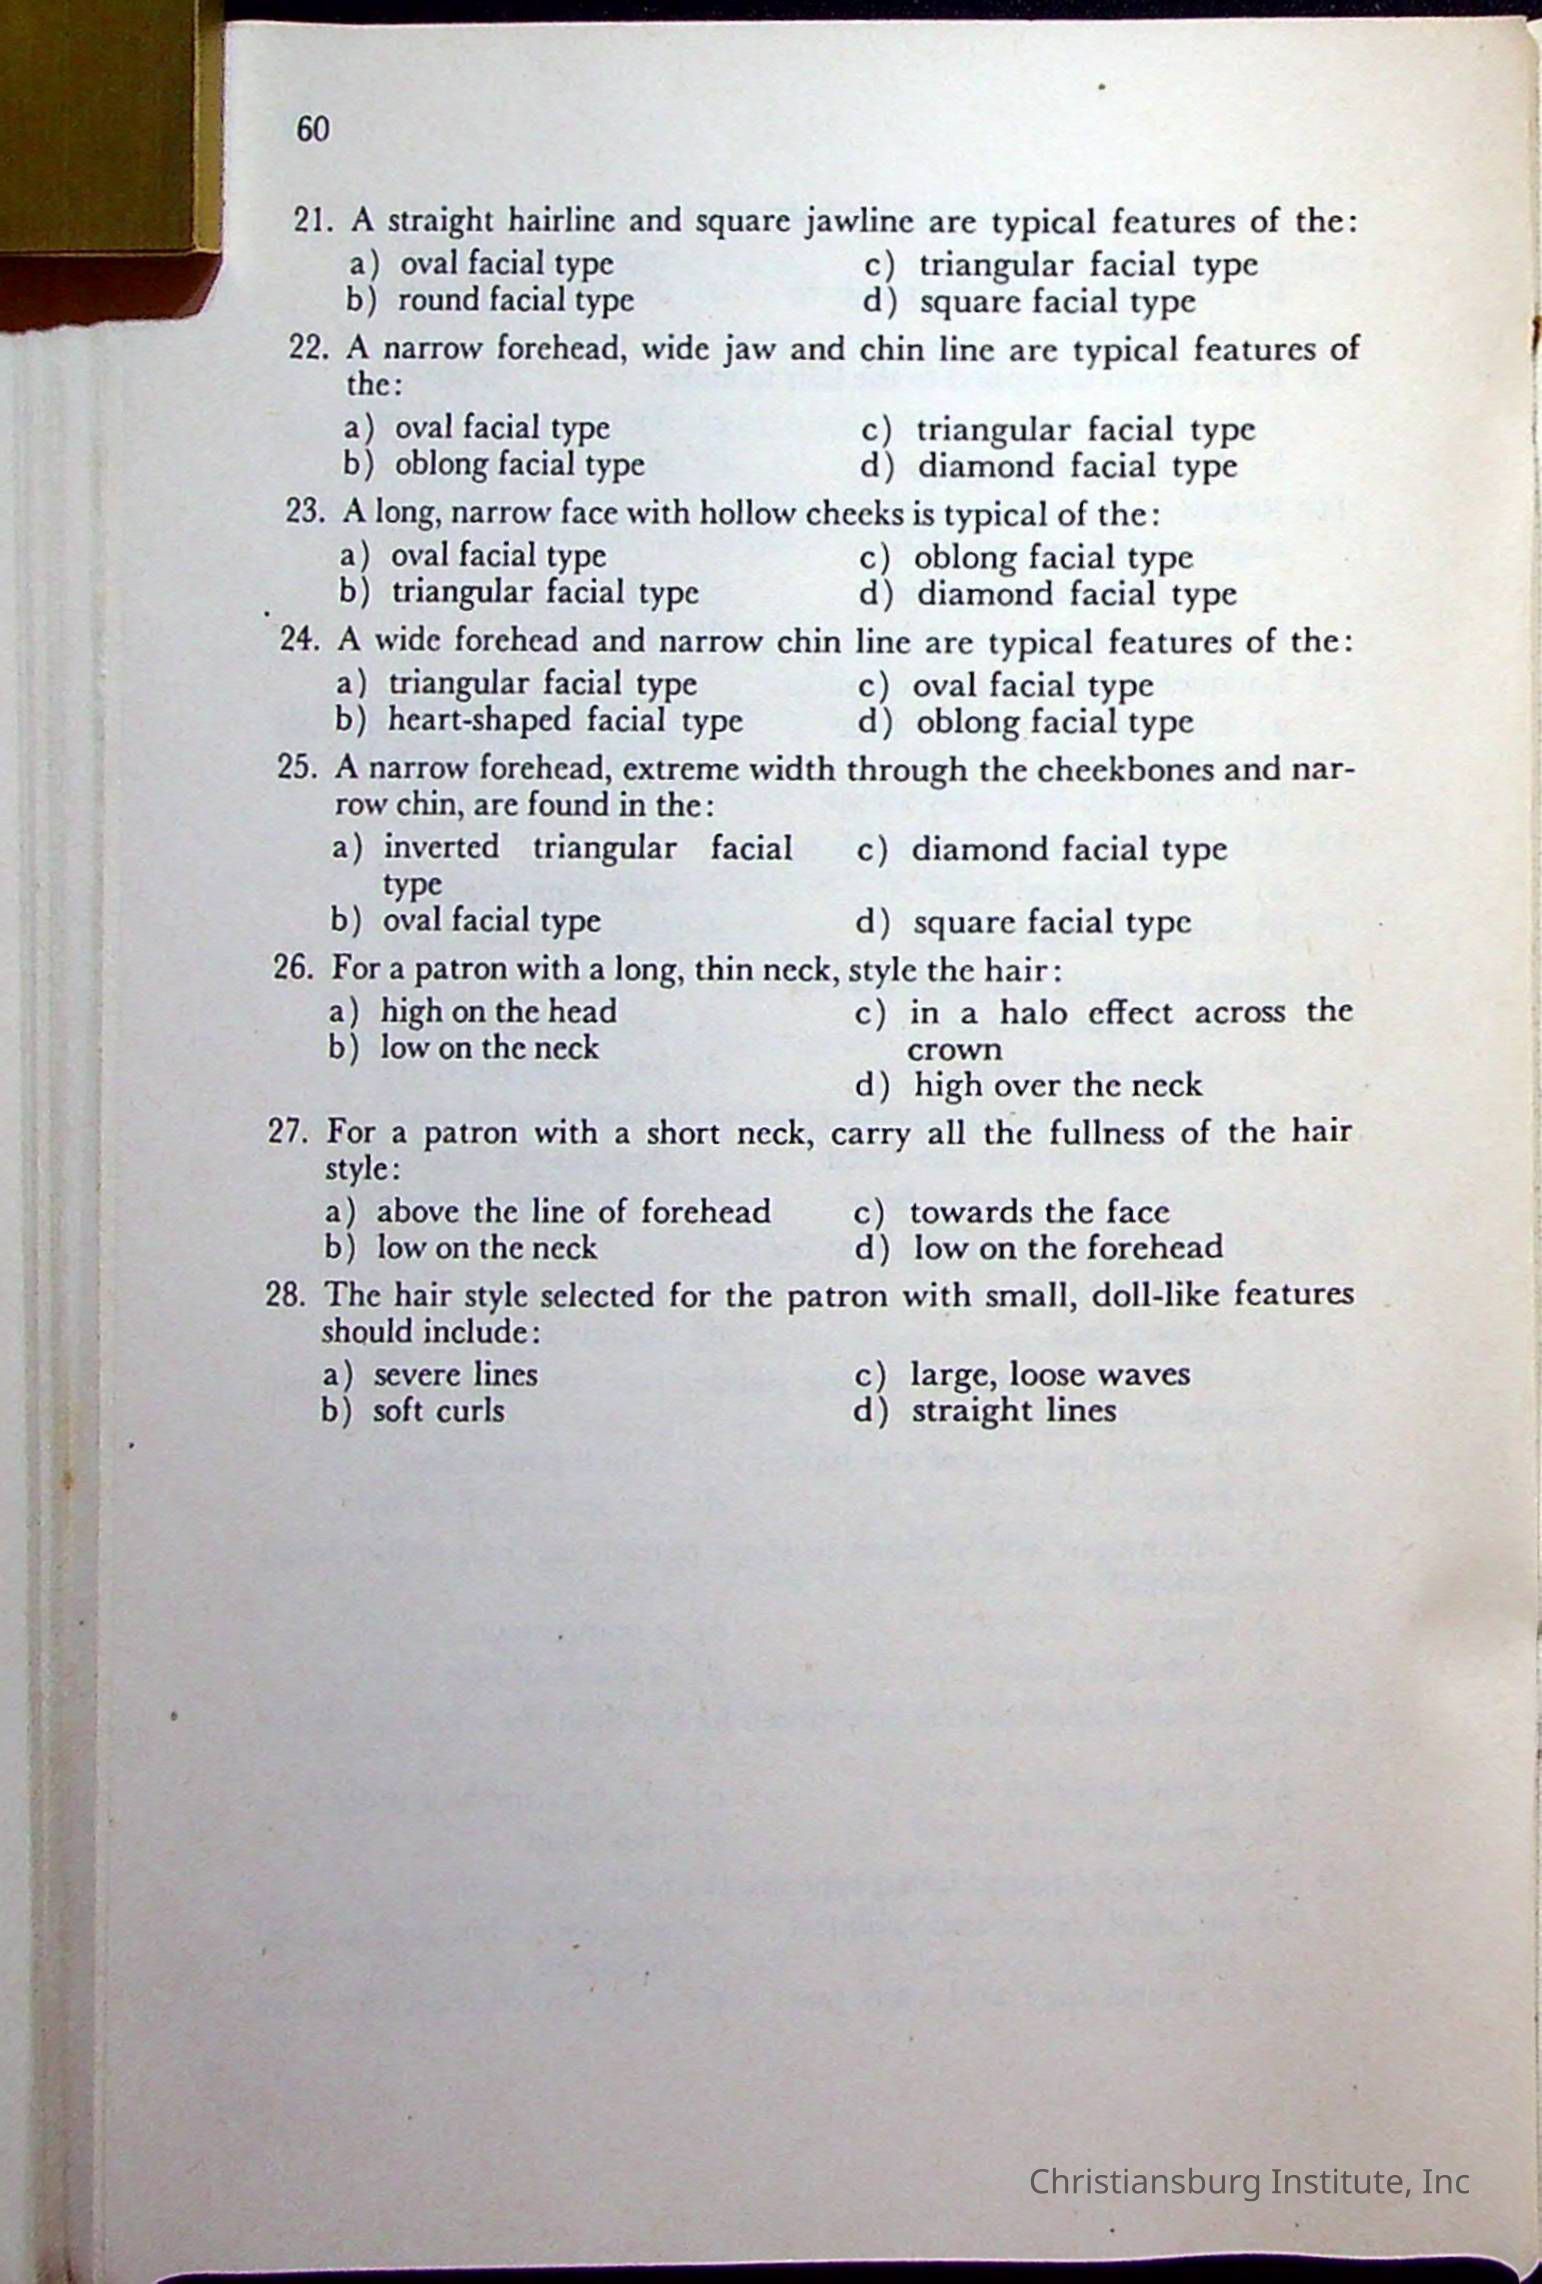 60
21. A straight hairline and square jawline are typical features of the:
a) oval facial type c) triangular facial type
b) round facial type d) square facial type
22. A narrow forehead, wide jaw and chin line are typical features of
the:
a) oval facial type c) triangular facial type
b) oblong facial type d) diamond facial type
23. A long, narrow face with hollow cheeks is typical of the:
a) oval facial type c) oblong facial type
b) triangular facial type d) diamond facial type
24. A wide forehead and narrow chin line are typical features of the:
a) triangular facial type c) oval facial type
b) heart-shaped facial type d) oblong facial type
25. A narrow forehead, extreme width through the cheekbones and nar-
row chin, are found in the:
a) inverted triangular facial c) diamond facial type
type
b) oval facial type d) square facial type
26. For a patron with a long, thin neck, style the hair:
a) high on the head c) in a halo effect across the
b) low on the neck crown
d) high over the neck
27. For a patron with a short neck, carry all the fullness of the hair
style:
a) above the line of forehead c) towards the face
b) low on the neck d) low on the forehead
28. The hair style selected for the patron with small, doll-like features
should include:
a) severe lines c) large, loose waves
b) soft curls d) straight lines
Christiansburg Institute, Inc